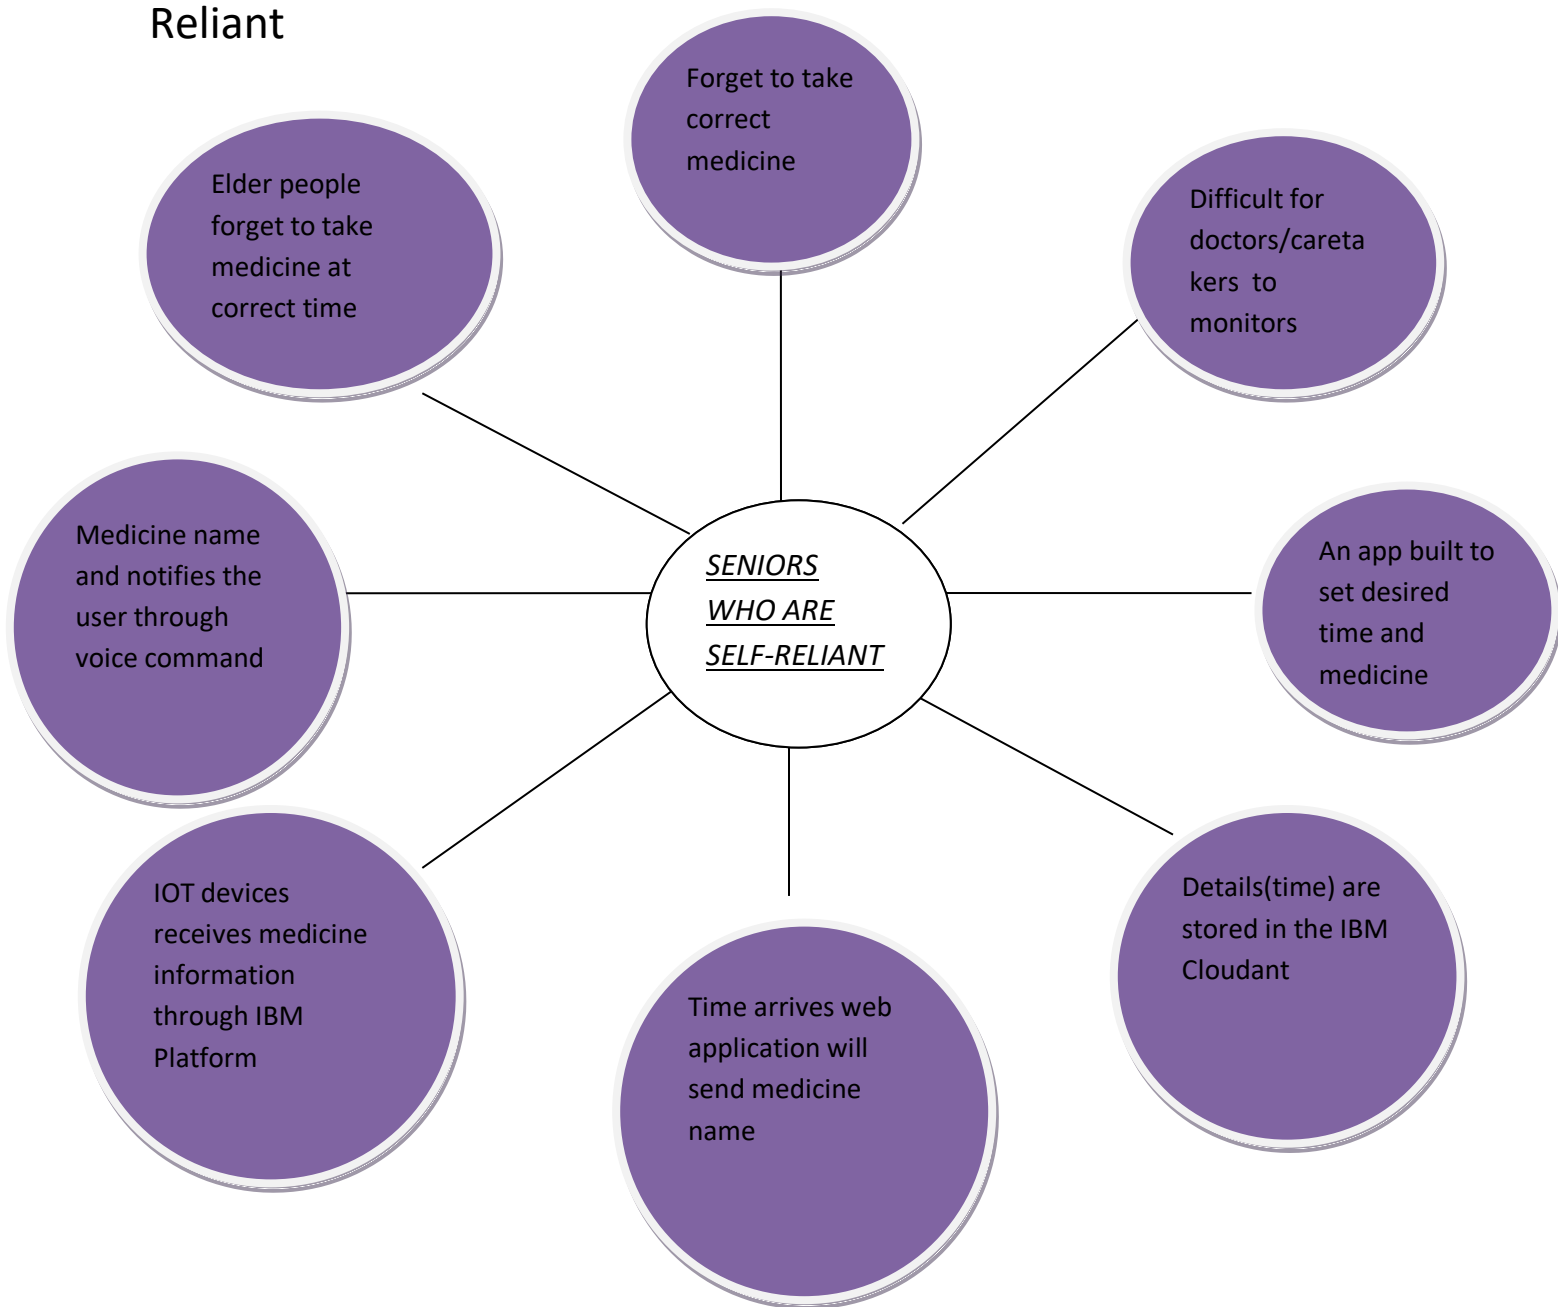 Reliant
Forget to take
correct
medicine
Elder people
forget to take
medicine at
correct time
Difficult for
doctors/careta
kers to
monitors
Medicine name
and notifies the
user through
voice command
SENIORS
WHO ARE
SELF-RELIANT
An app built to
set desired
time and
medicine
IOT devices
receives medicine
information
through IBM
Platform
Time arrives web
application will
send medicine
name
Details(time) are
stored in the IBM
Cloudant